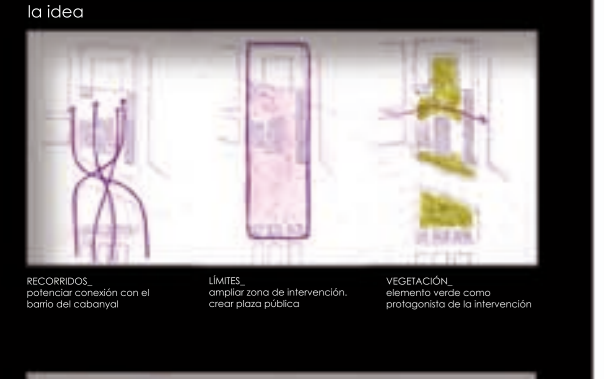 la idea
RECORRIDOS_
potenciar conexión con el
barrio del cabanyal
LÍMITES_
ampliar zona de intervención.
crear plaza pública
VEGETACIÓN_
elemento verde como
protagonista de la intervención